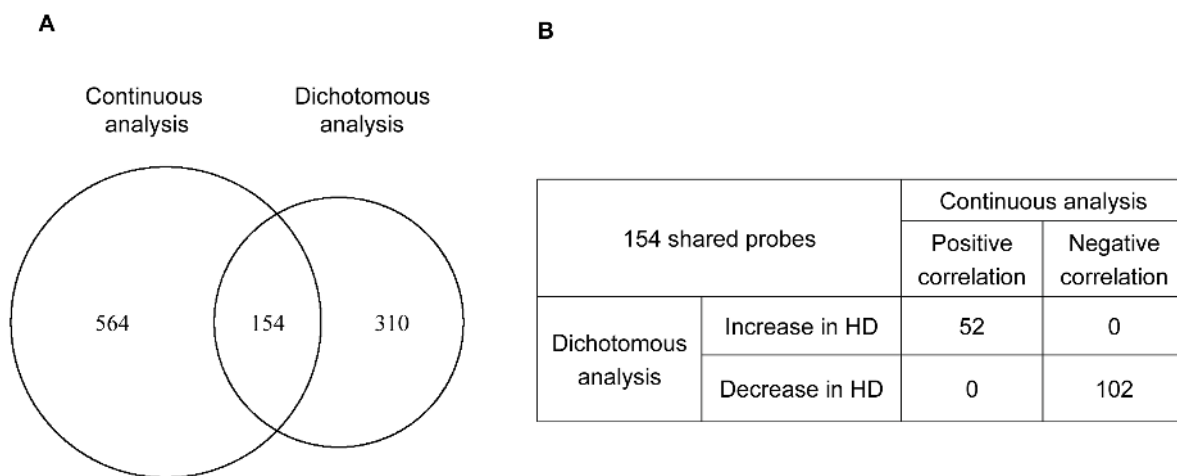 A
B
Continuous
analysis
Dichotomous
analysis
564
154
310
154 shared probes
Continuous analysis
Positive
correlation
Negative
correlation
Dichotomous
analysis
Increase in HD
52
0
Decrease in HD
0
102